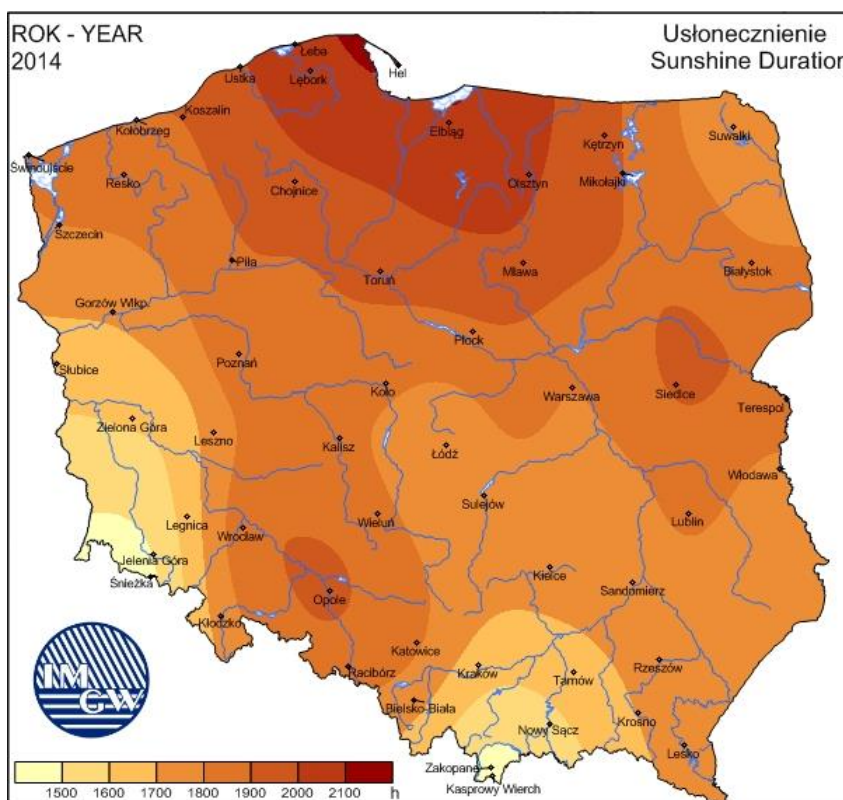 ROK - YEAR
2014
Usłonecznienie
Sunshine Duration
Łeba
Hel
Ustka
Lębork
Koszalin
Kołobrzeg
Elbląg
Suwałki
Kętrzyn
Świnoujście
Resko
Chojnice
Olsztyn
Mikołajki
Szczecin
Piła
Toruń
Mława
Białystok
Gorzów Wlkp.
Płock
Słubice
Poznań
Koło
Warszawa
Siedlce
Terespol
Zielona Góra
Leszno
Kalisz
Łódź
Włodawa
Sulejów
Legnica
Wrocław
Wieluń
Lublin
Jelenia Góra
Śnieżka
Kielce
Opole
Sandomierz
Kłodzko
Katowice
Racibórz
Kraków
Tarnów
Rzeszów
Bielsko-Biała
Nowy Sącz
Krosno
Lesko
Zakopane
Kasprowy Wierch
IM
GW
1500 1600 1700 1800 1900 2000 2100 h